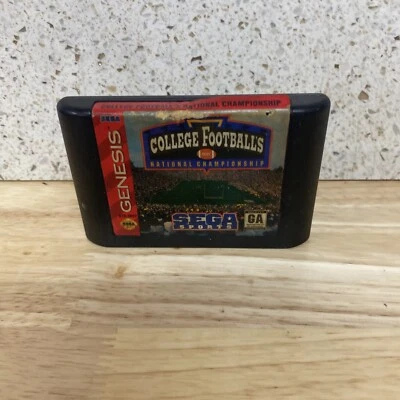 COLLEGE FOOTBALL'S NATIONAL CHAMPIONSHIP
SEGA
GENESIS
COLLEGE FOOTBALL'S
NATIONAL CHAMPIONSHIP
SEGA
SPORTS
GA